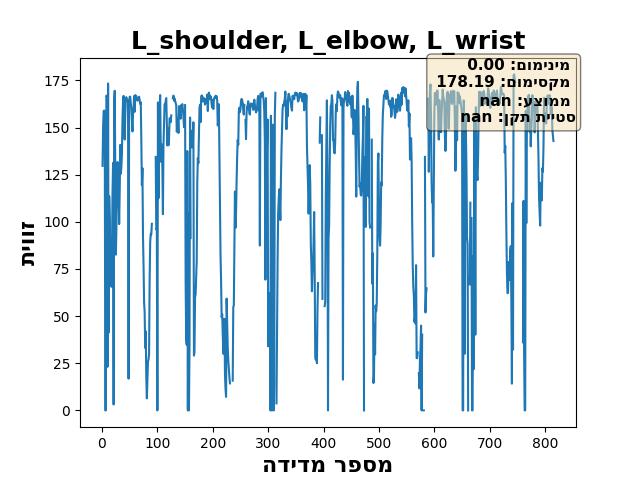 L_shoulder, L_elbow, L_wrist
מינימום: 0.00
מקסימום: 178.19
ממוצע: nan
סטיית תקן: nan
175
150
125
100
75
50
25
0
זווית
0 100 200 300 400 500 600 700 800
מספר מדידה